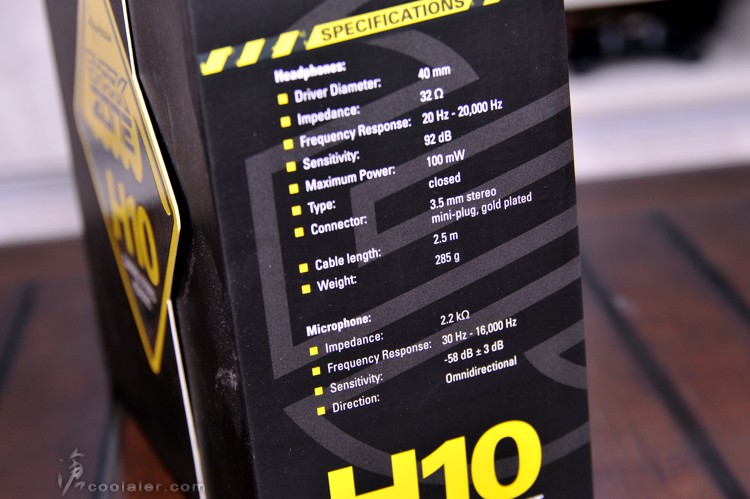 SPECIFICATIONS
Headphones:
Driver Diameter: 40 mm
Impedance: 32 Ω
Frequency Response: 20 Hz - 20,000 Hz
Sensitivity: 92 dB
Maximum Power: 100 mW
Type: closed
Connector: 3.5 mm stereo
mini-plug, gold plated
Cable length: 2.5 m
Weight: 285 g
Microphone:
Impedance: 2.2 kΩ
Frequency Response: 30 Hz - 16,000 Hz
Sensitivity: -58 dB ± 3 dB
Direction: Omnidirectional
H10
H10
滄 coolaler.com